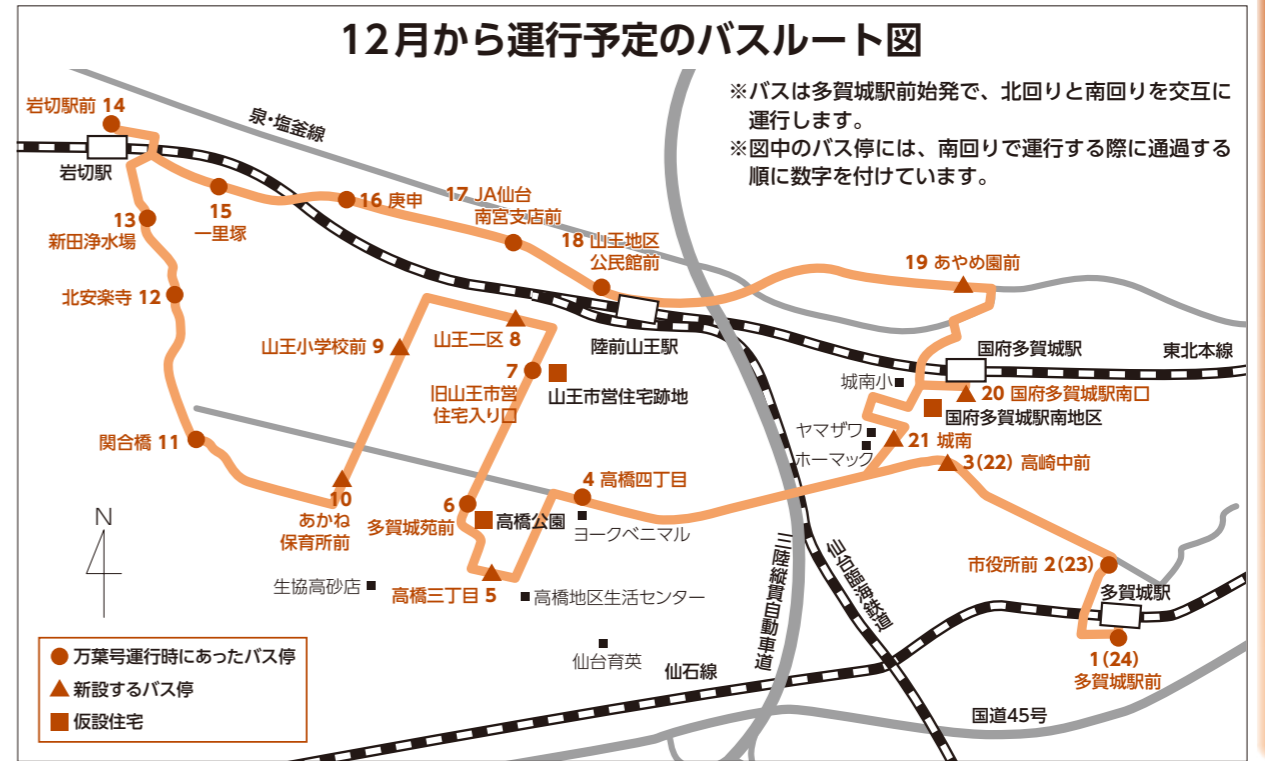 12月から運行予定のバスルート図
※バスは多賀城駅前始発で、北回りと南回りを交互に
運行します。
※図中のバス停には、南回りで運行する際に通過する
順に数字を付けています。
岩切駅前 14
岩切駅
泉・塩釜線
13
新田浄水場
15
一里塚
16 庚申
17 JA仙台
南宮支店前
18 山王地区
公民館前
19 あやめ園前
北安楽寺 12
山王小学校前 9
山王二区 8
陸前山王駅
国府多賀城駅
東北本線
7
旧山王市営
住宅入り口
山王市営住宅跡地
城南小
20 国府多賀城駅南口
国府多賀城駅南地区
ヤマザワ
ホーマック
21 城南
3(22) 高崎中前
関合橋 11
10
あかね
保育所前
6
多賀城苑前
高橋公園
4 高橋四丁目
ヨークベニマル
N
生協高砂店
高橋三丁目 5
高橋地区生活センター
三陸縦貫自動車道
仙台臨海鉄道
市役所前 2(23)
多賀城駅
1(24)
多賀城駅前
仙台育英
仙石線
国道45号
万葉号運行時にあったバス停
新設するバス停
仮設住宅